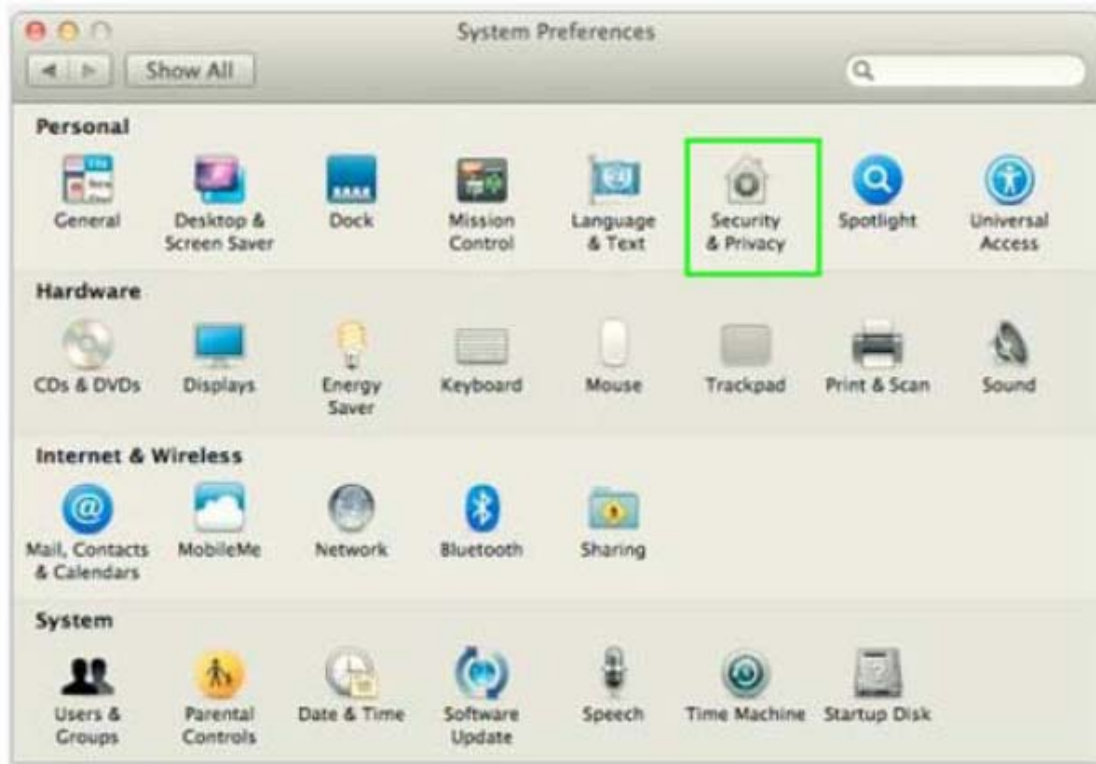 System Preferences
Show All
Personal
General
Desktop &
Screen Saver
Dock
Mission
Control
Language
& Text
Security
& Privacy
Spotlight
Universal
Access
Hardware
CDs & DVDs
Displays
Energy
Saver
Keyboard
Mouse
Trackpad
Print & Scan
Sound
Internet & Wireless
Mail, Contacts
& Calendars
MobileMe
Network
Bluetooth
Sharing
System
Users &
Groups
Parental
Controls
Date & Time
Software
Update
Speech
Time Machine
Startup Disk